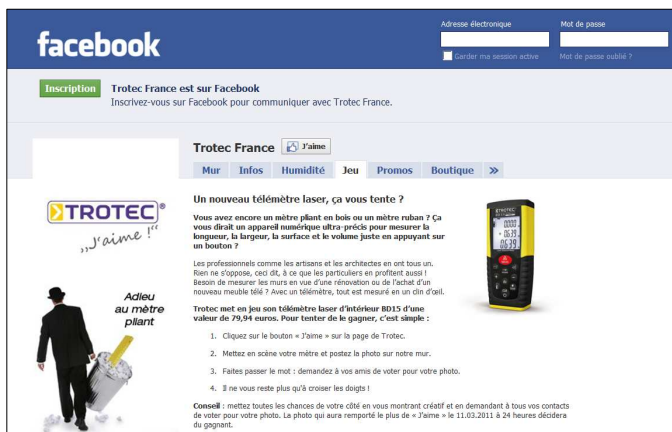 Adresse électronique
Mot de passe
facebook
Garder ma session active
Mot de passe oublié ?
Inscription
Trotec France est sur Facebook
Inscrivez-vous sur Facebook pour communiquer avec Trotec France.
Trotec France
J'aime
Mur Infos Humidité Jeu Promos Boutique »
TROTEC®
„J'aime !"
Adieu
au mètre
pliant
Un nouveau télémètre laser, ça vous tente ?
Vous avez encore un mètre pliant en bois ou un mètre ruban ? Ça
vous dirait un appareil numérique ultra-précis pour mesurer la
longueur, la largeur, la surface et le volume juste en appuyant sur
un bouton ?
Les professionnels comme les artisans et les architectes en ont tous un.
Rien ne s'oppose, ceci dit, à ce que les particuliers en profitent aussi !
Besoin de mesurer les murs en vue d'une rénovation ou de l'achat d'un
nouveau meuble télé ? Avec un télémètre, tout est mesuré en un clin d'œil.
Trotec met en jeu son télémètre laser d'intérieur BD15 d'une
valeur de 79,94 euros. Pour tenter de le gagner, c'est simple :
1. Cliquez sur le bouton « J'aime » sur la page de Trotec.
2. Mettez en scène votre mètre et postez la photo sur notre mur.
3. Faites passer le mot : demandez à vos amis de voter pour votre photo.
4. Il ne vous reste plus qu'à croiser les doigts !
Conseil : mettez toutes les chances de votre côté en vous montrant créatif et en demandant à tous vos contacts
de voter pour votre photo. La photo qui aura remporté le plus de « J'aime » le 11.03.2011 à 24 heures décidera
du gagnant.
TROTEC